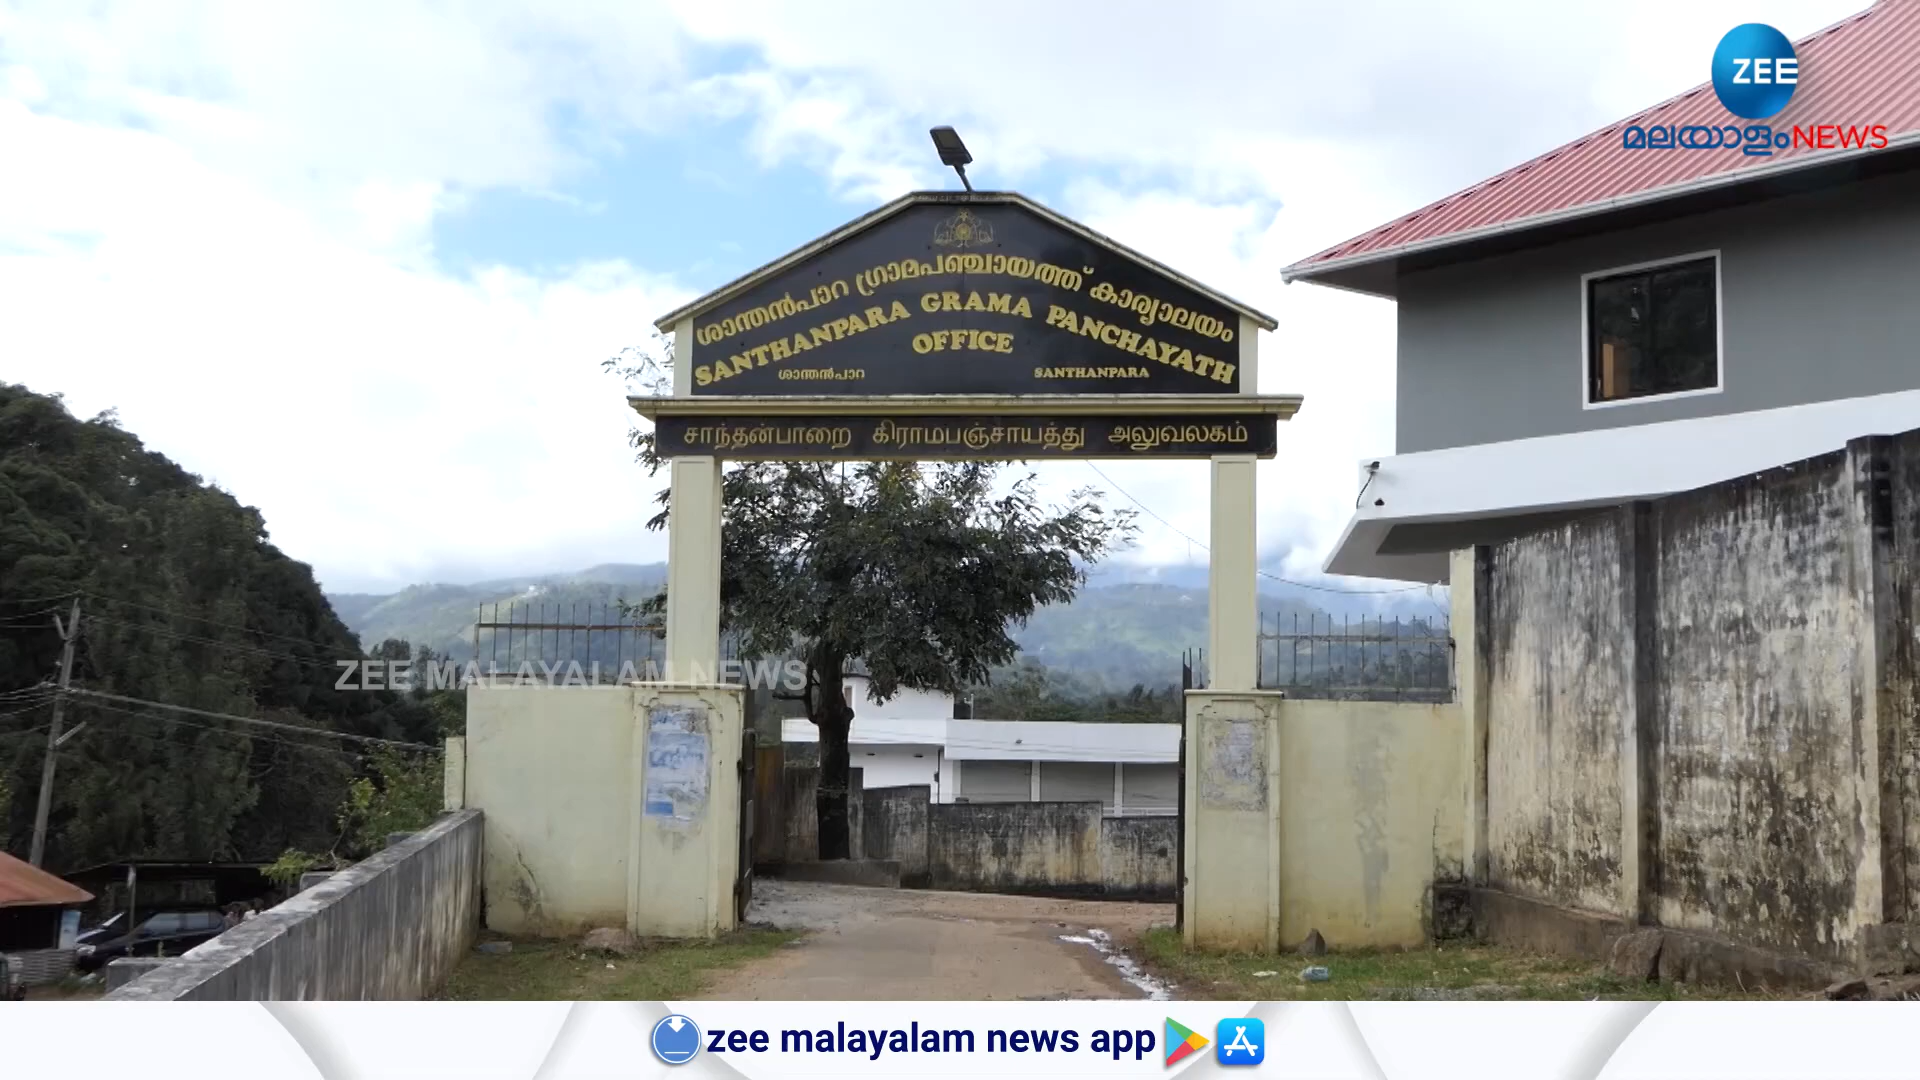 ZEE
മലയാളം NEWS
ശാന്തൻപാറ ഗ്രാമപഞ്ചായത്ത് കാര്യാലയം
SANTHANPARA GRAMA PANCHAYATH
OFFICE
ശാന്തൻപാറ SANTHANPARA
சாந்தன்பாறை கிராமபஞ்சாயத்து அலுவலகம்
ZEE MALAYALAM NEWS
zee malayalam news app